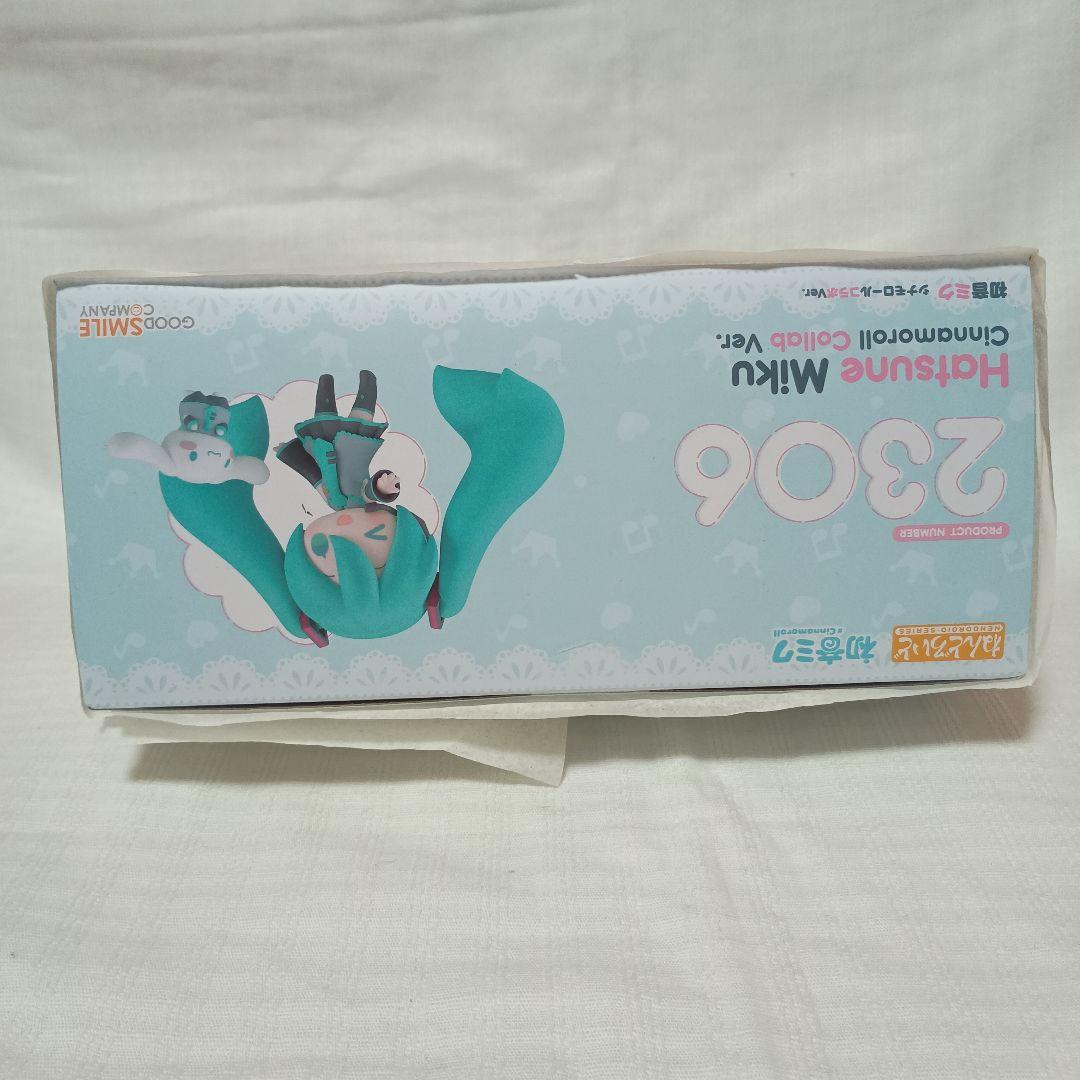 ねんどろいど
NENDOROID-SERIES
初音ミク
×Cinnamoroll
PRODUCT NUMBER
2306
Hatsune Miku
Cinnamoroll Collab Ver.
初音ミク シナモロールコラボVer.
GOODSMILE
COMPANY